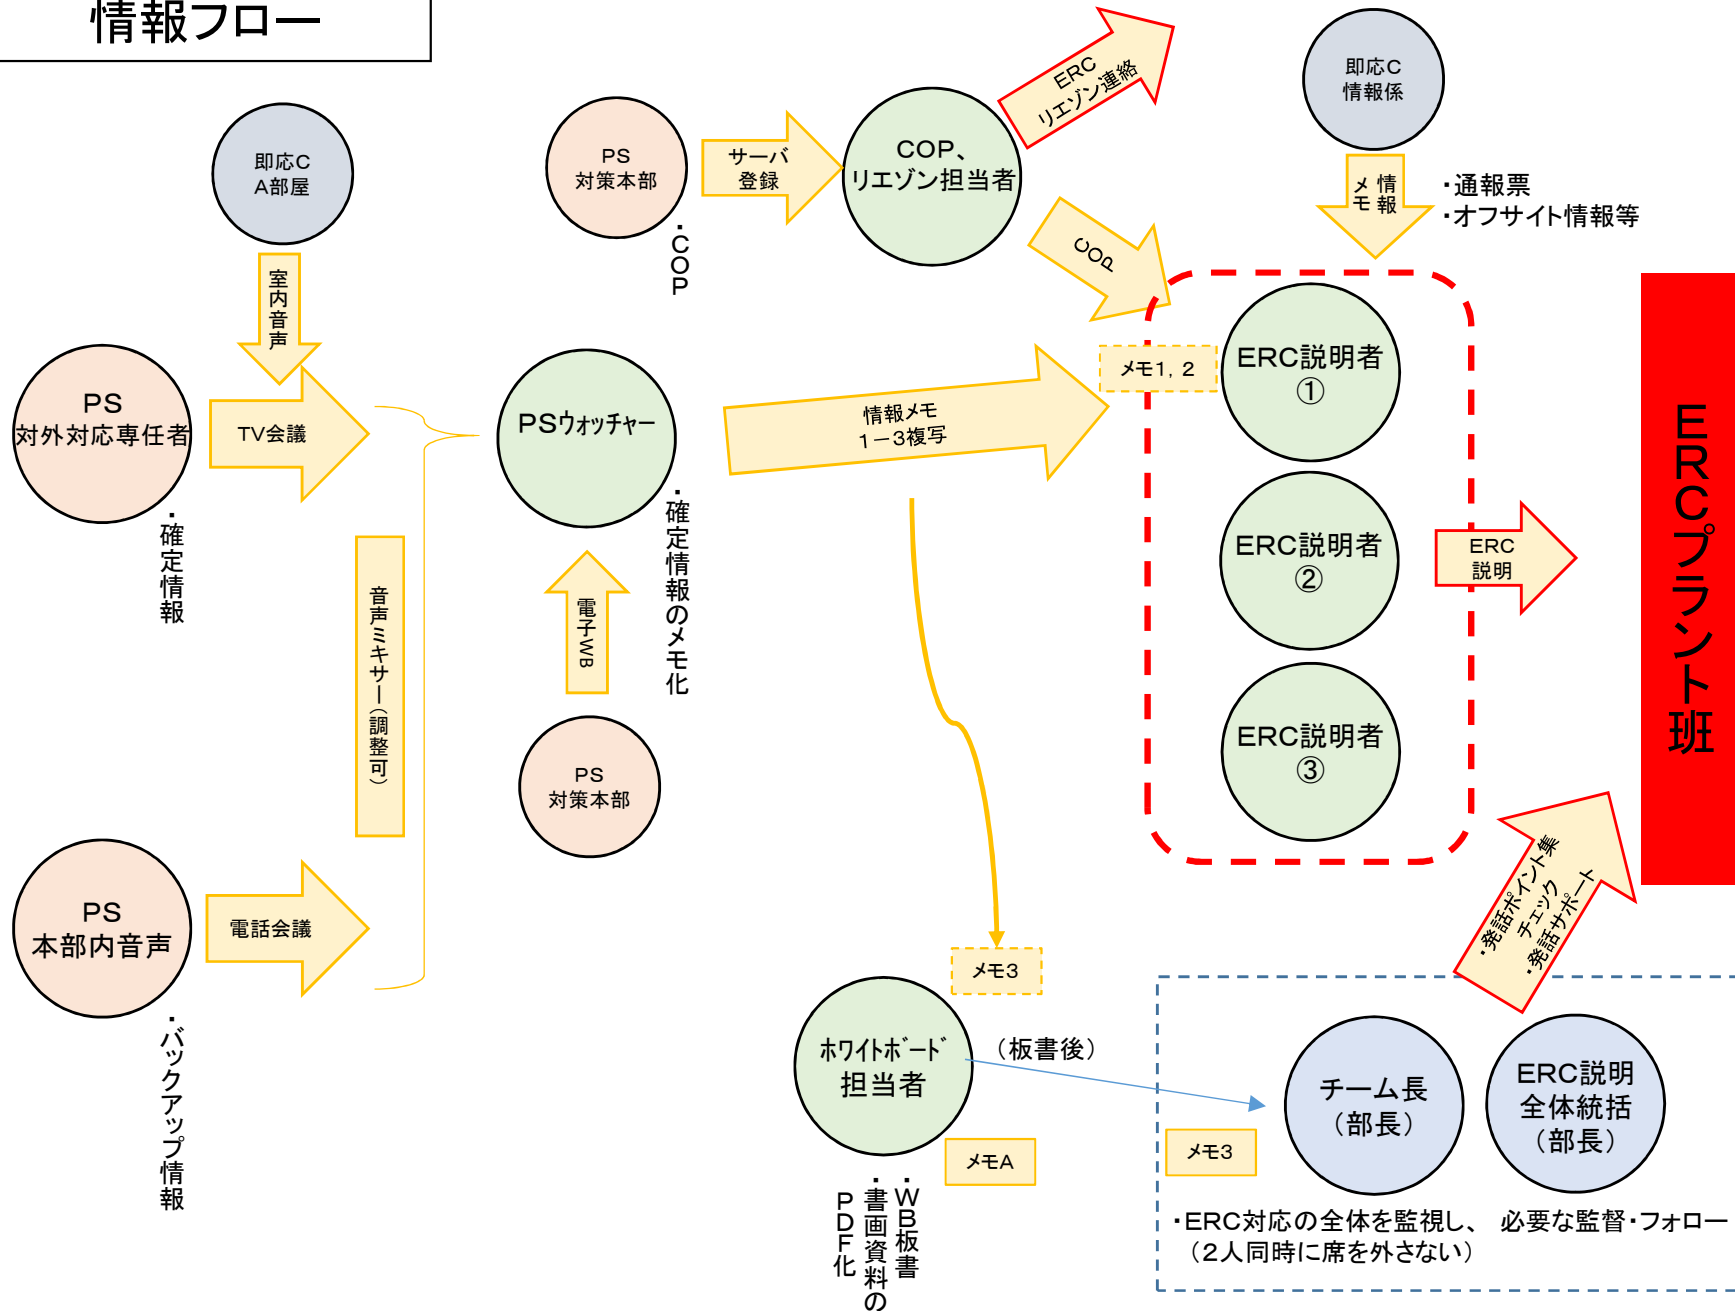 情報フロー
即応C
A部屋
PS
対策本部
・COP
サーバ
登録
COP、
リエゾン担当者
ERC
リエゾン連絡
即応C
情報係
情報
メモ
・通報票
・オフサイト情報等
COP
室内音声
PS
対外対応専任者
・確定情報
TV会議
PSウォッチャー
・確定情報のメモ化
情報メモ
1-3複写
メモ1, 2
ERC説明者
①
ERC説明者
②
ERC説明者
③
ERC
説明
ERCプラント班
音声ミキサー(調整可)
電子WB
PS
対策本部
PS
本部内音声
・バックアップ情報
電話会議
メモ3
ホワイトボード
担当者
メモA
・WB板書
・書画資料の
PDF化
(板書後)
・発話ポイント集
チェック
・発話サポート
チーム長
(部長)
ERC説明
全体統括
(部長)
メモ3
・ERC対応の全体を監視し、 必要な監督・フォロー
(2人同時に席を外さない)